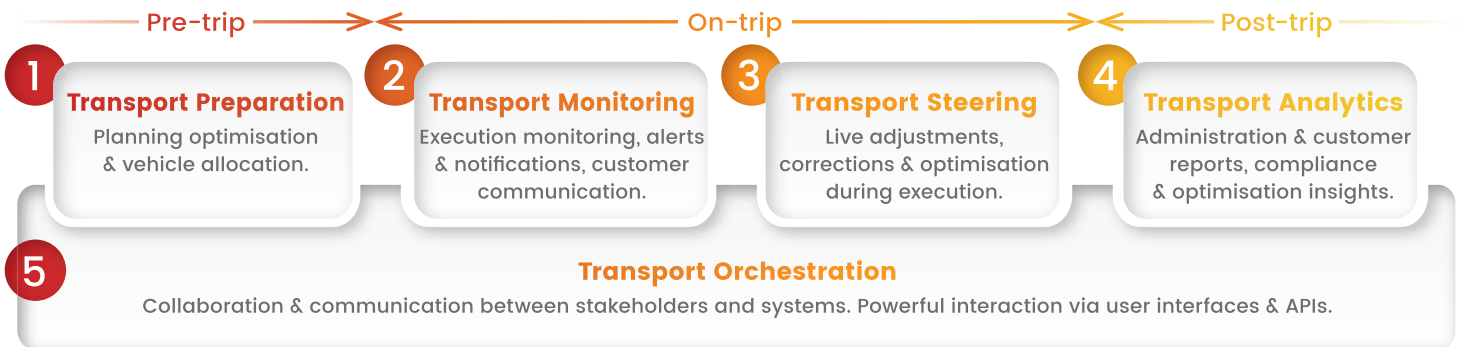 Pre-trip
On-trip
Post-trip
1
Transport Preparation
Planning optimisation
& vehicle allocation.
2
Transport Monitoring
Execution monitoring, alerts
& notifications, customer
communication.
3
Transport Steering
Live adjustments,
corrections & optimisation
during execution.
4
Transport Analytics
Administration & customer
reports, compliance
& optimisation insights.
5
Transport Orchestration
Collaboration & communication between stakeholders and systems. Powerful interaction via user interfaces & APIs.